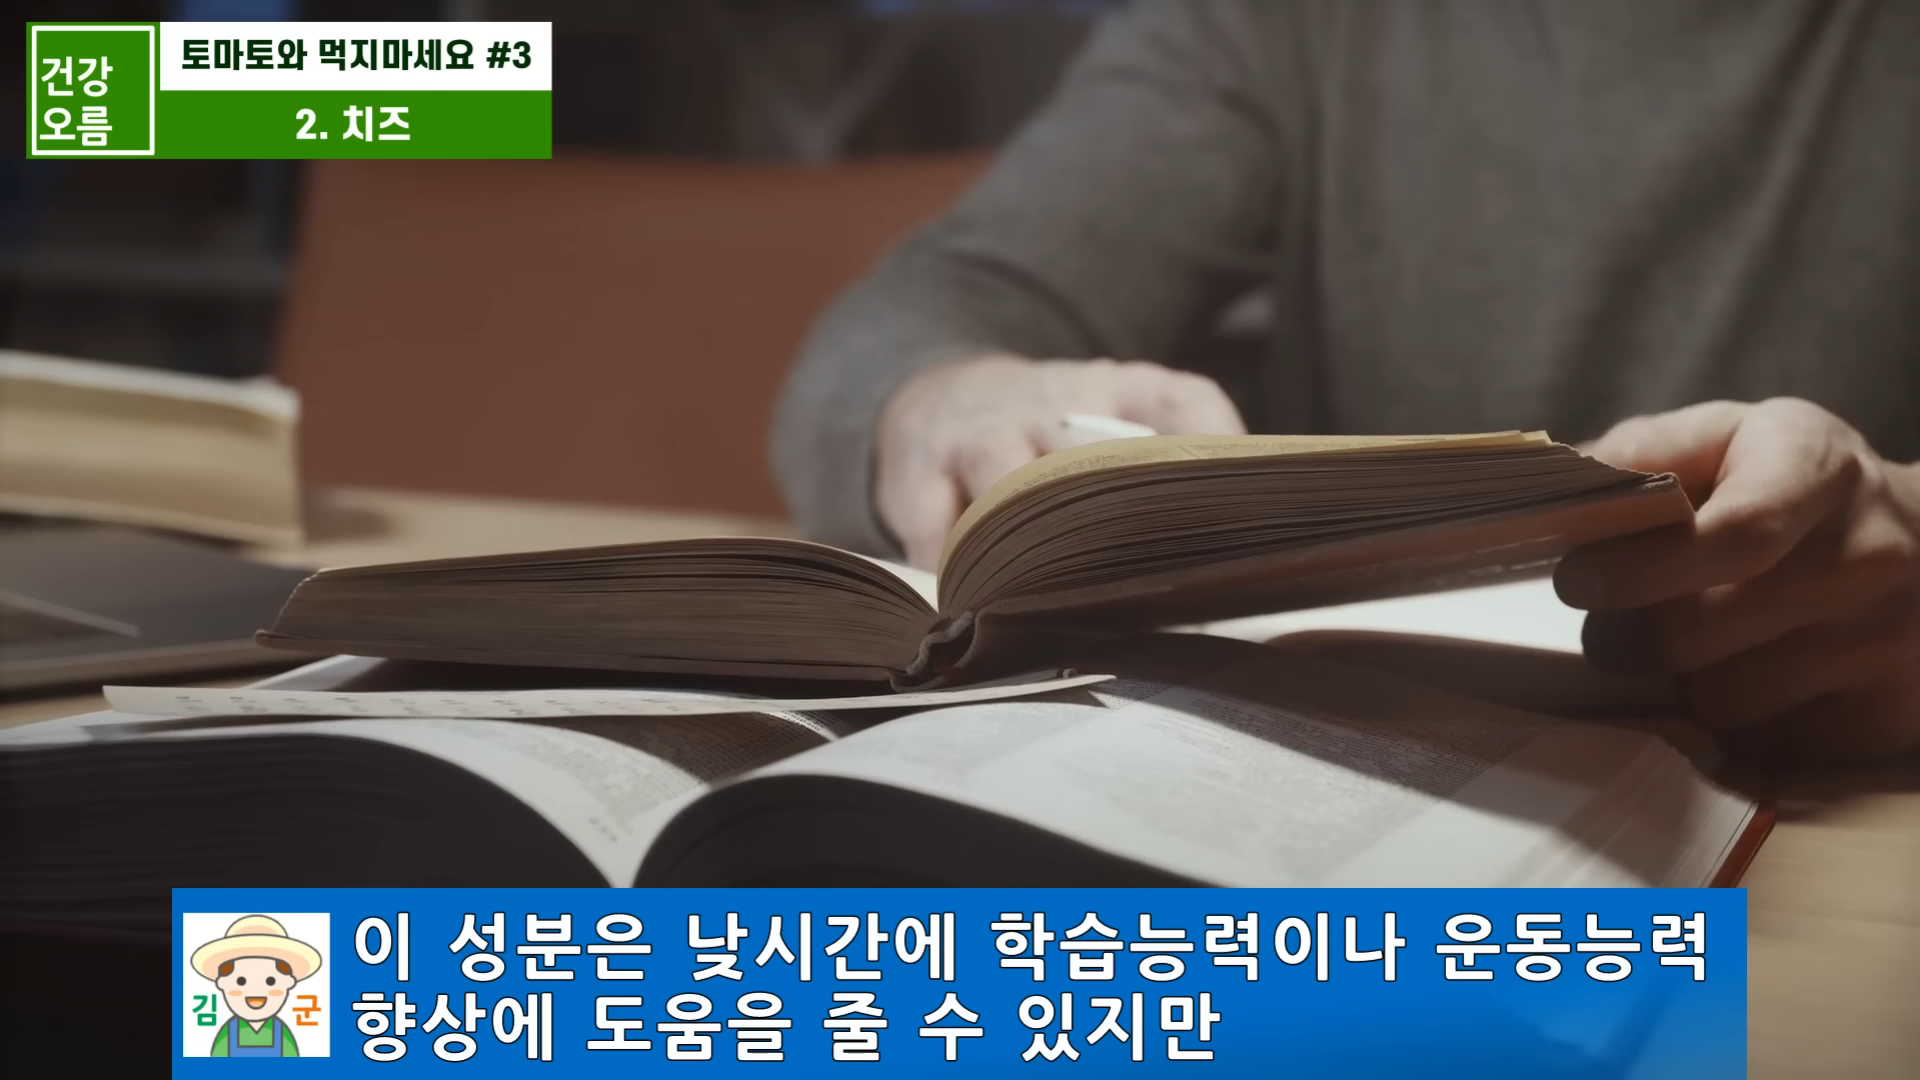 건강
오름
토마토와 먹지마세요 #3
2. 치즈
김 군
이 성분은 낮시간에 학습능력이나 운동능력
향상에 도움을 줄 수 있지만